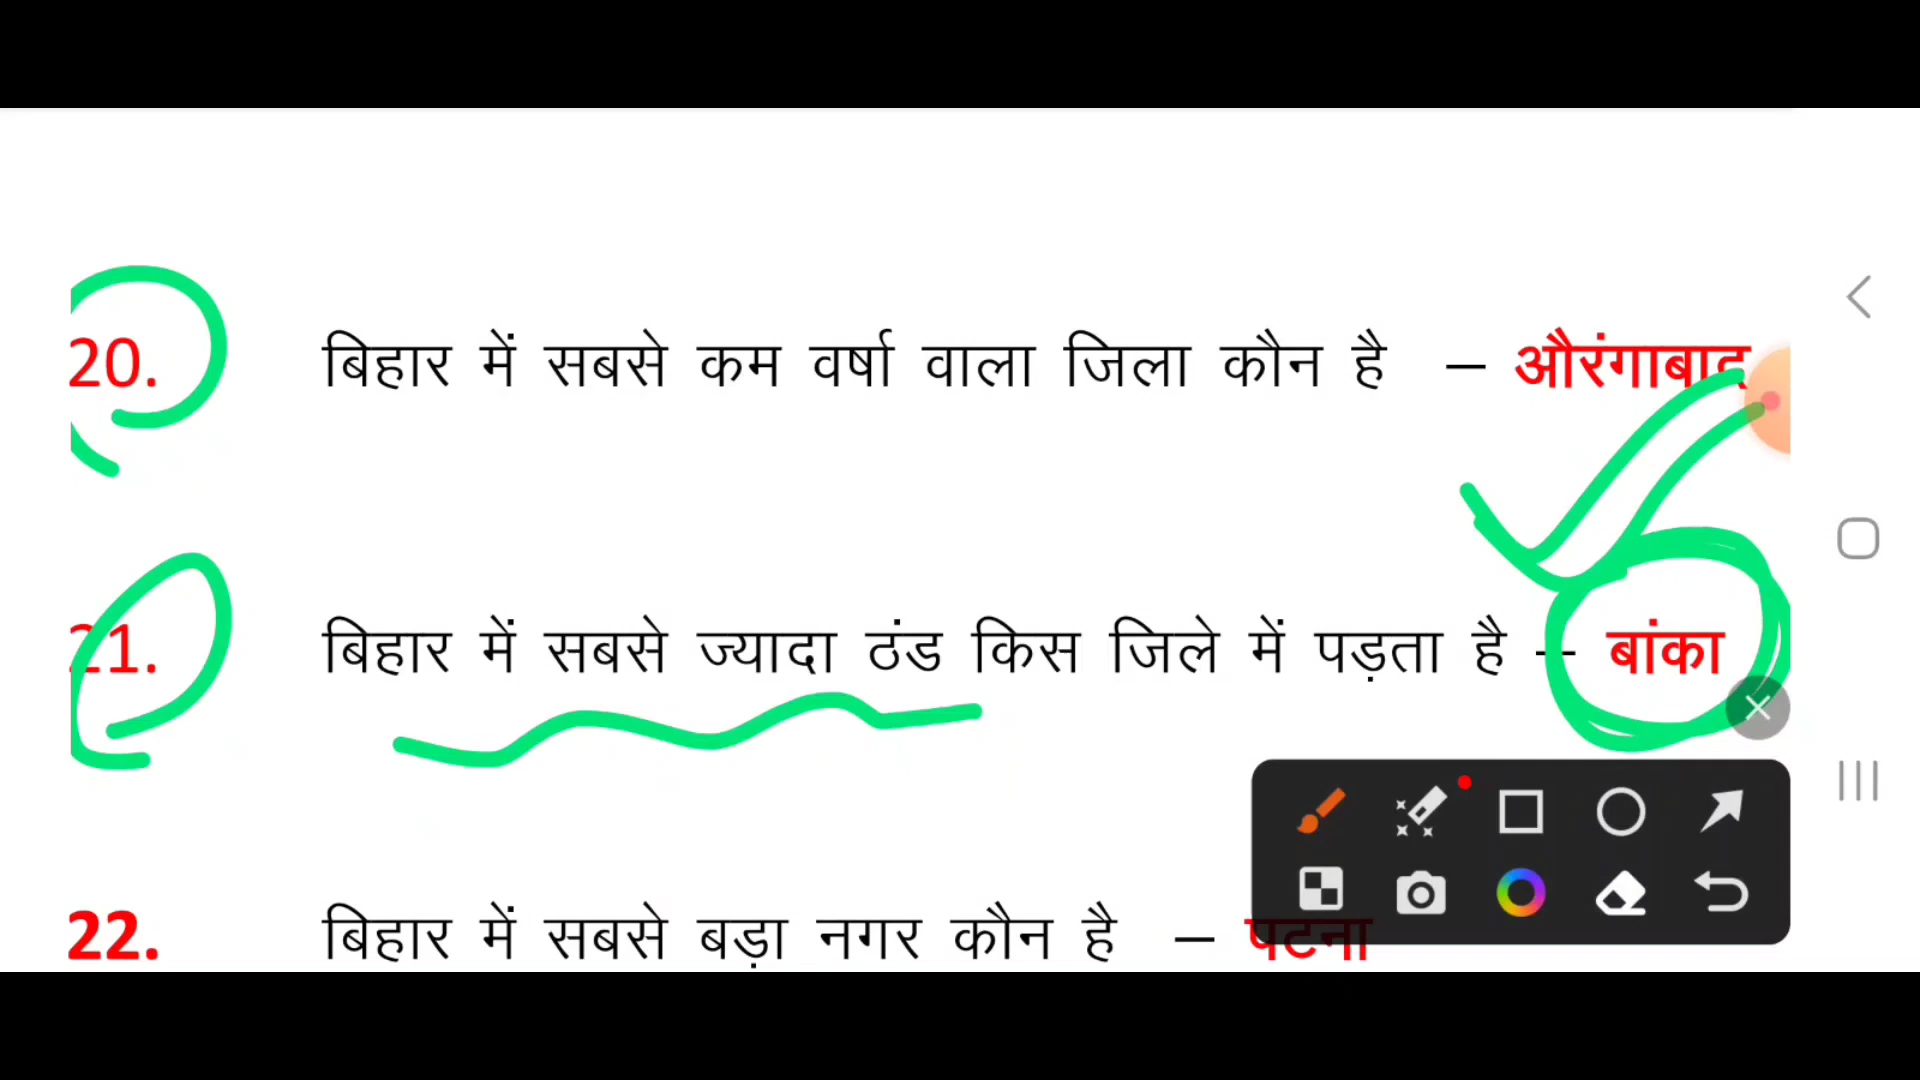 20. बिहार में सबसे कम वर्षा वाला जिला कौन है – औरंगाबाद
21. बिहार में सबसे ज्यादा ठंड किस जिले में पड़ता है – बांका
22. बिहार में सबसे बड़ा नगर कौन है – पटना